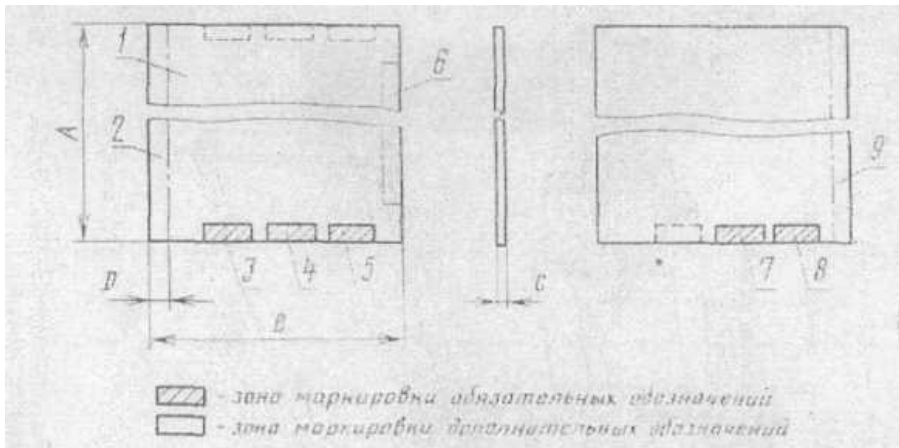 1
6
A
2
9
3
4
5
7
8
D
C
B
- зона маркировки обязательных обозначений
- зона маркировки дополнительных обозначений